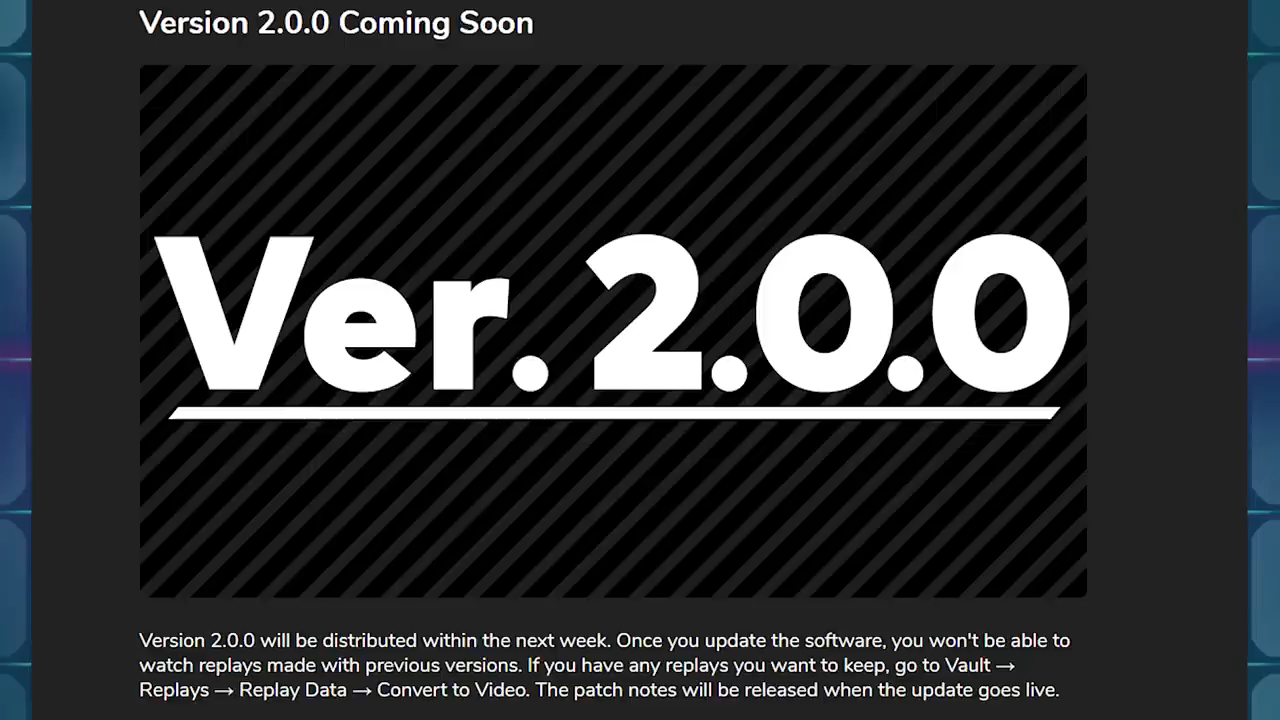 Version 2.0.0 Coming Soon
Ver. 2.0.0
Version 2.0.0 will be distributed within the next week. Once you update the software, you won't be able to
watch replays made with previous versions. If you have any replays you want to keep, go to Vault →
Replays → Replay Data → Convert to Video. The patch notes will be released when the update goes live.